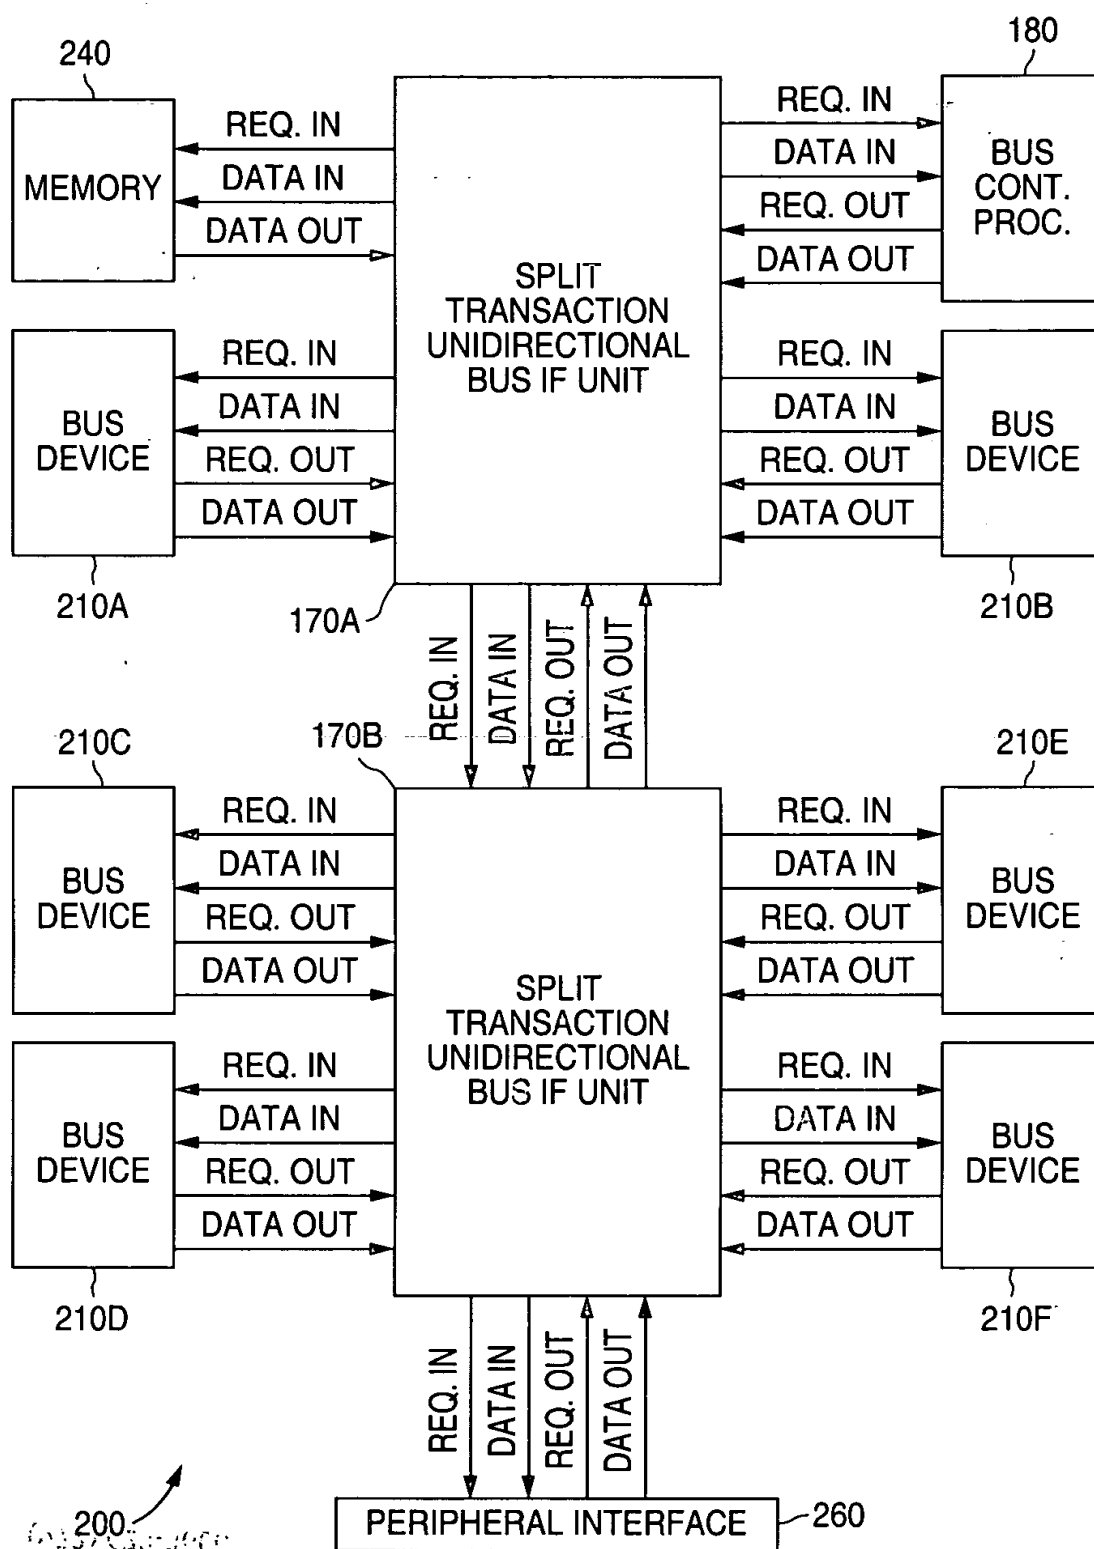 240
180
MEMORY
REQ. IN
DATA IN
DATA OUT
SPLIT
TRANSACTION
UNIDIRECTIONAL
BUS IF UNIT
REQ. IN
DATA IN
REQ. OUT
DATA OUT
BUS
CONT.
PROC.
BUS
DEVICE
REQ. IN
DATA IN
REQ. OUT
DATA OUT
REQ. IN
DATA IN
REQ. OUT
DATA OUT
BUS
DEVICE
210A
170A
210B
REQ. IN
DATA IN
REQ. OUT
DATA OUT
210C
170B
210E
BUS
DEVICE
REQ. IN
DATA IN
REQ. OUT
DATA OUT
SPLIT
TRANSACTION
UNIDIRECTIONAL
BUS IF UNIT
REQ. IN
DATA IN
REQ. OUT
DATA OUT
BUS
DEVICE
BUS
DEVICE
REQ. IN
DATA IN
REQ. OUT
DATA OUT
REQ. IN
DATA IN
REQ. OUT
DATA OUT
BUS
DEVICE
210D
210F
REQ. IN
DATA IN
REQ. OUT
DATA OUT
200
PERIPHERAL INTERFACE
260